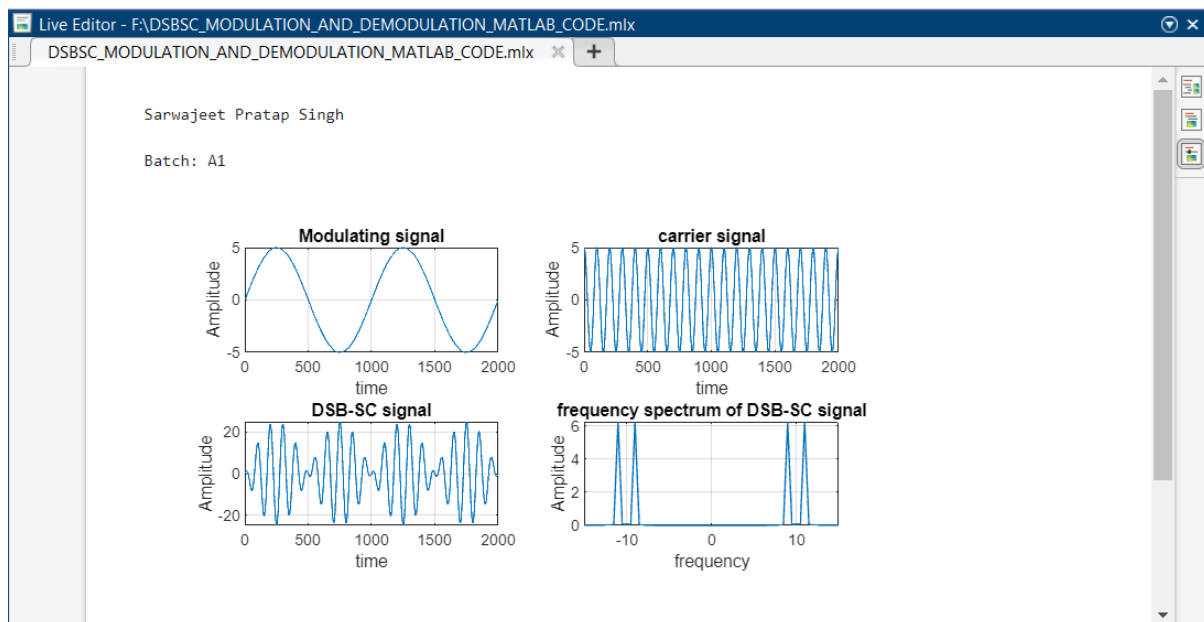 Live Editor - F:\DSBSC_MODULATION_AND_DEMODULATION_MATLAB_CODE.mlx
DSBSC_MODULATION_AND_DEMODULATION_MATLAB_CODE.mlx
Sarwajeet Pratap Singh
Batch: A1
Modulating signal
5
0
-5
Amplitude
0 500 1000 1500 2000
time
carrier signal
5
0
-5
Amplitude
0 500 1000 1500 2000
time
DSB-SC signal
20
0
-20
Amplitude
0 500 1000 1500 2000
time
frequency spectrum of DSB-SC signal
6
4
2
0
Amplitude
-10 0 10
frequency